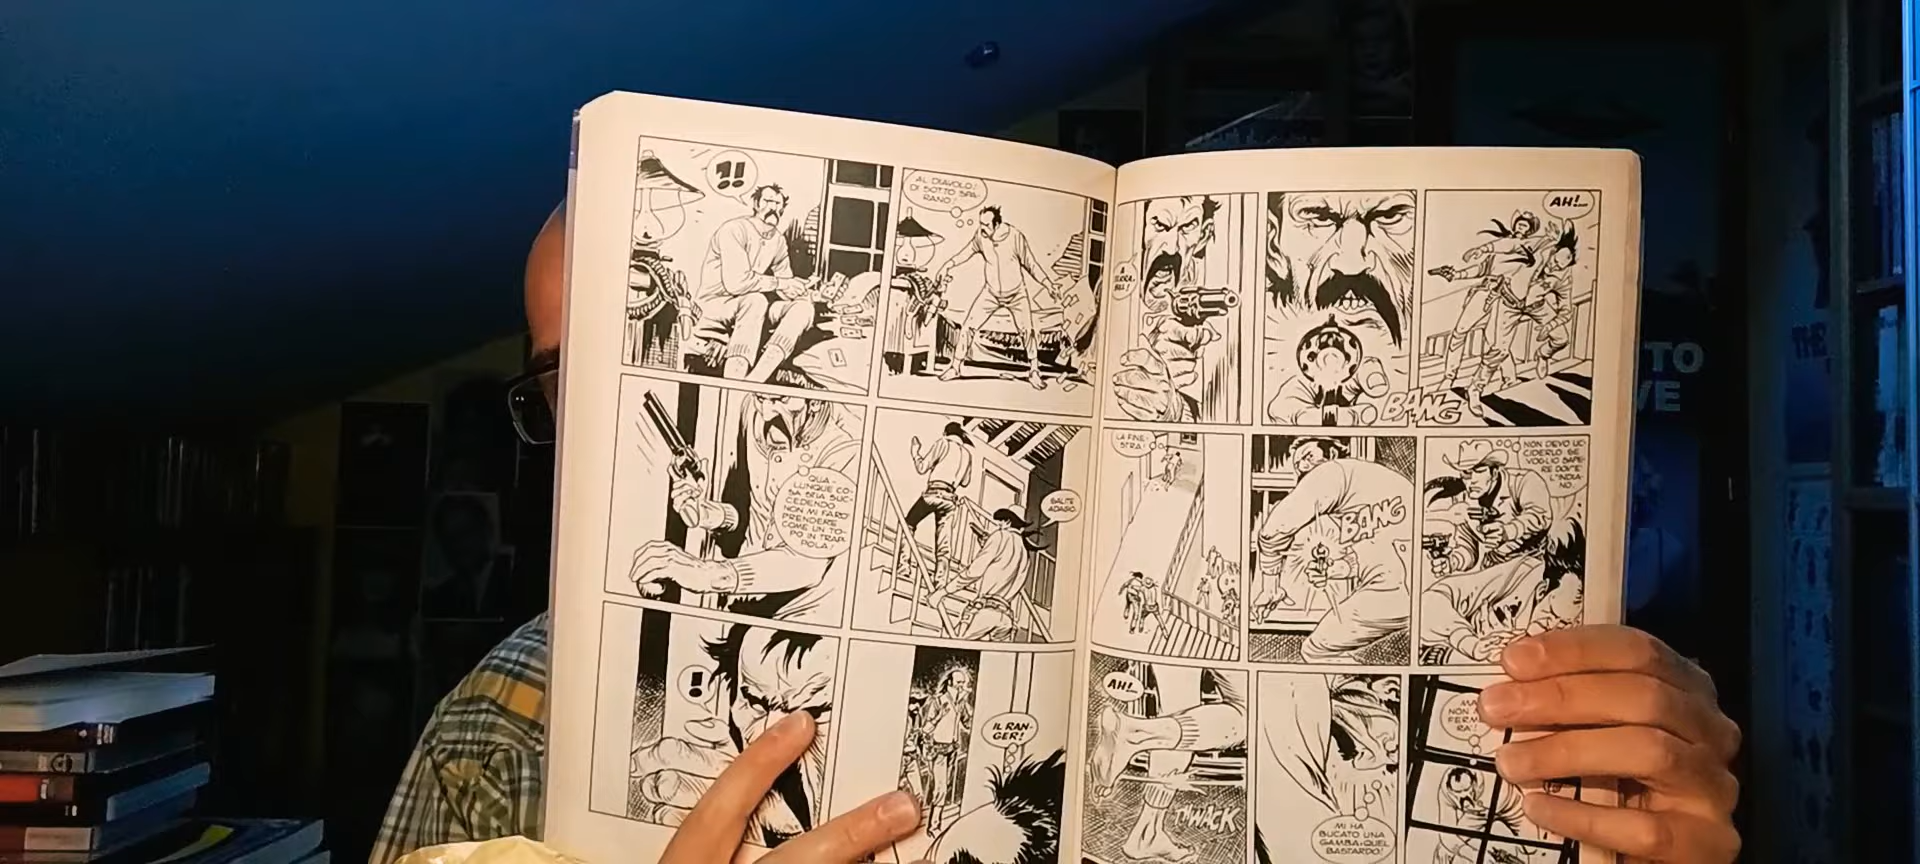 ?!
AL DIAVOLO!
DI SOTTO SPA-
RANO!
QUA-
LUNQUE CO-
SA STIA SUC-
CEDENDO
NON MI FARÒ
PRENDERE
COME UN TO-
PO IN TRAP-
POLA!
SALITE
ADAGIO.
!
IL RAN-
GER!
A
TERRA,
BANG
AH!...
LA FINE-
STRA!
BANG
NON DEVO UC-
CIDERLO SE
VOGLIO SAPE-
RE DOV'È
L'INDIA-
NO.
AH!...
THWACK
MI HA
BUCATO UNA
GAMBA, QUEL
BASTARDO!
MA
NON
FERM
RA!
TO
VE
THE